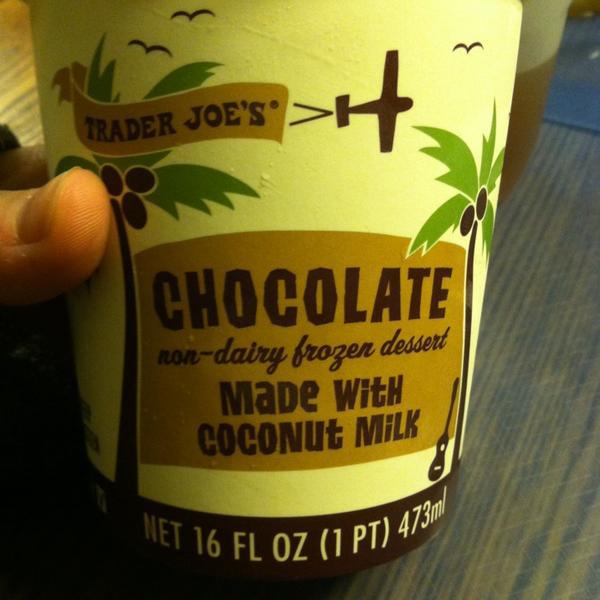 TRADER JOE'S®
CHOCOLATE
non-dairy frozen dessert
Made With
COCONUT MILK
NET 16 FL OZ (1 PT) 473ml